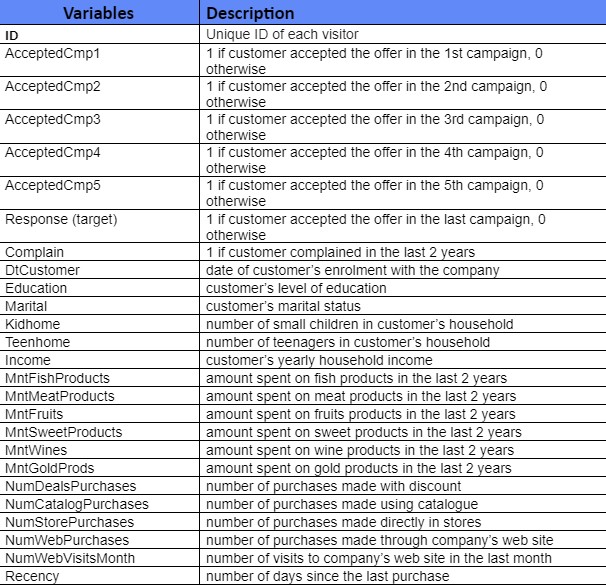 Variables Description
ID Unique ID of each visitor
AcceptedCmp1 1 if customer accepted the offer in the 1st campaign, 0
otherwise
AcceptedCmp2 1 if customer accepted the offer in the 2nd campaign, 0
otherwise
AcceptedCmp3 1 if customer accepted the offer in the 3rd campaign, 0
otherwise
AcceptedCmp4 1 if customer accepted the offer in the 4th campaign, 0
otherwise
AcceptedCmp5 1 if customer accepted the offer in the 5th campaign, 0
otherwise
Response (target) 1 if customer accepted the offer in the last campaign, 0
otherwise
Complain 1 if customer complained in the last 2 years
DtCustomer date of customer’s enrolment with the company
Education customer’s level of education
Marital customer’s marital status
Kidhome number of small children in customer’s household
Teenhome number of teenagers in customer’s household
Income customer’s yearly household income
MntFishProducts amount spent on fish products in the last 2 years
MntMeatProducts amount spent on meat products in the last 2 years
MntFruits amount spent on fruits products in the last 2 years
MntSweetProducts amount spent on sweet products in the last 2 years
MntWines amount spent on wine products in the last 2 years
MntGoldProds amount spent on gold products in the last 2 years
NumDealsPurchases number of purchases made with discount
NumCatalogPurchases number of purchases made using catalogue
NumStorePurchases number of purchases made directly in stores
NumWebPurchases number of purchases made through company’s web site
NumWebVisitsMonth number of visits to company’s web site in the last month
Recency number of days since the last purchase